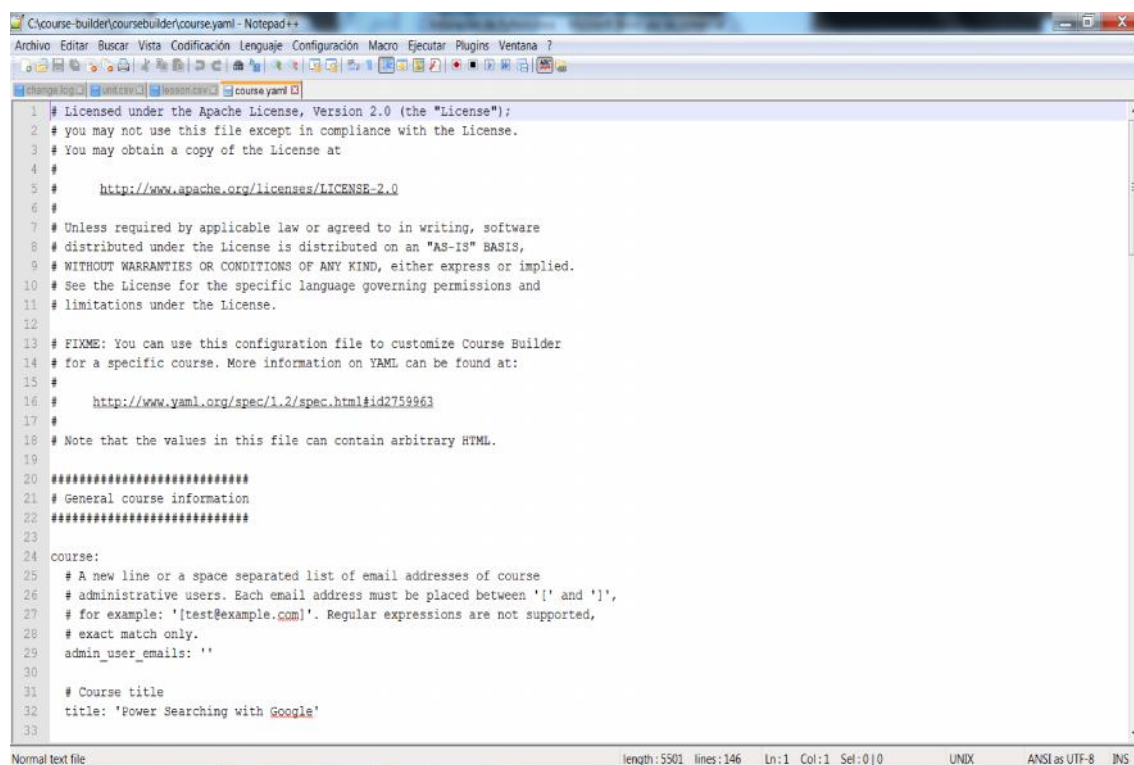 C:\course-builder\coursebuilder\course.yaml - Notepad++
Archivo Editar Buscar Vista Codificación Lenguaje Configuración Macro Ejecutar Plugins Ventana ?
change.log unit.csv lesson.csv course.yaml
1 # Licensed under the Apache License, Version 2.0 (the "License");
2 # you may not use this file except in compliance with the License.
3 # You may obtain a copy of the License at
4 #
5 # http://www.apache.org/licenses/LICENSE-2.0
6 #
7 # Unless required by applicable law or agreed to in writing, software
8 # distributed under the License is distributed on an "AS-IS" BASIS,
9 # WITHOUT WARRANTIES OR CONDITIONS OF ANY KIND, either express or implied.
10 # See the License for the specific language governing permissions and
11 # limitations under the License.
12
13 # FIXME: You can use this configuration file to customize Course Builder
14 # for a specific course. More information on YAML can be found at:
15 #
16 # http://www.yaml.org/spec/1.2/spec.html#id2759963
17 #
18 # Note that the values in this file can contain arbitrary HTML.
19
20 ############################
21 # General course information
22 ############################
23
24 course:
25 # A new line or a space separated list of email addresses of course
26 # administrative users. Each email address must be placed between '[' and ']',
27 # for example: '[test@example.com]'. Regular expressions are not supported,
28 # exact match only.
29 admin_user_emails: ''
30
31 # Course title
32 title: 'Power Searching with Google'
33
Normal text file length : 5501 lines : 146 Ln : 1 Col : 1 Sel : 0 | 0 UNIX ANSI as UTF-8 INS